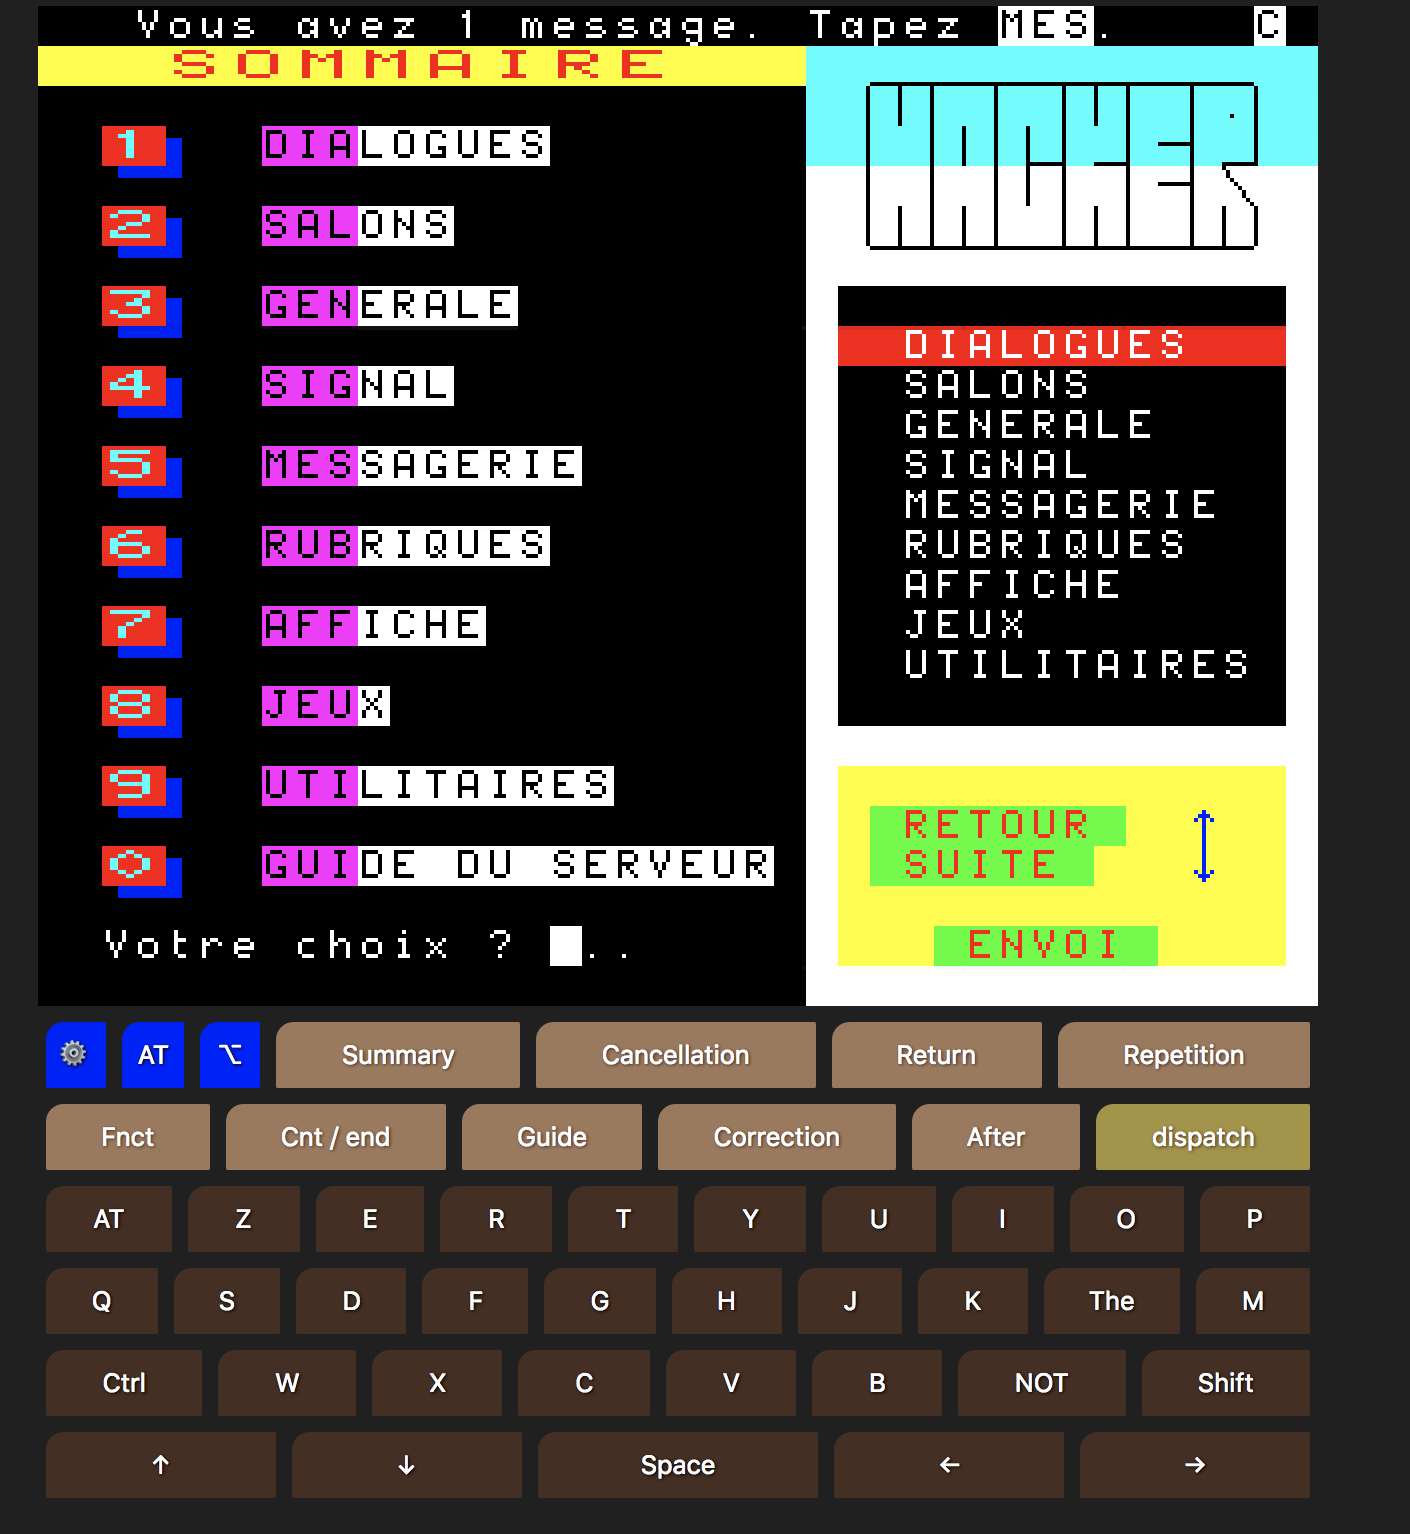 Vous avez 1 message. Tapez MES. C
SOMMAIRE
HACKER
1 DIALOGUES
2 SALONS
3 GENERALE
4 SIGNAL
5 MESSAGERIE
6 RUBRIQUES
7 AFFICHE
8 JEUX
9 UTILITAIRES
0 GUIDE DU SERVEUR
Votre choix ? ..
DIALOGUES
SALONS
GENERALE
SIGNAL
MESSAGERIE
RUBRIQUES
AFFICHE
JEUX
UTILITAIRES
RETOUR
SUITE
ENVOI
AT Summary Cancellation Return Repetition
Fnct Cnt / end Guide Correction After dispatch
AT Z E R T Y U I O P
Q S D F G H J K The M
Ctrl W X C V B NOT Shift
↑ ↓ Space ← →